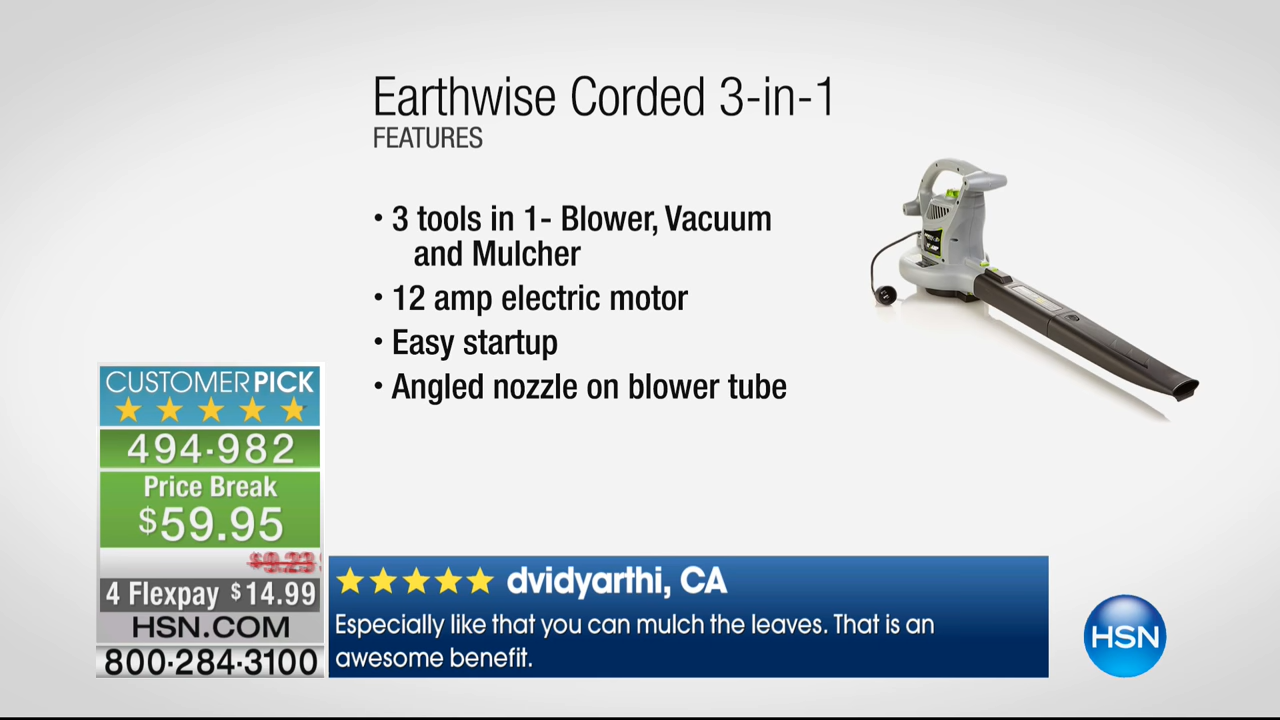 Earthwise Corded 3-in-1
FEATURES
• 3 tools in 1- Blower, Vacuum
and Mulcher
• 12 amp electric motor
• Easy startup
• Angled nozzle on blower tube
CUSTOMER PICK
494-982
Price Break
$59.95
4 Flexpay $14.99
HSN.COM
800-284-3100
dvidyarthi, CA
Especially like that you can mulch the leaves. That is an
awesome benefit.
HSN